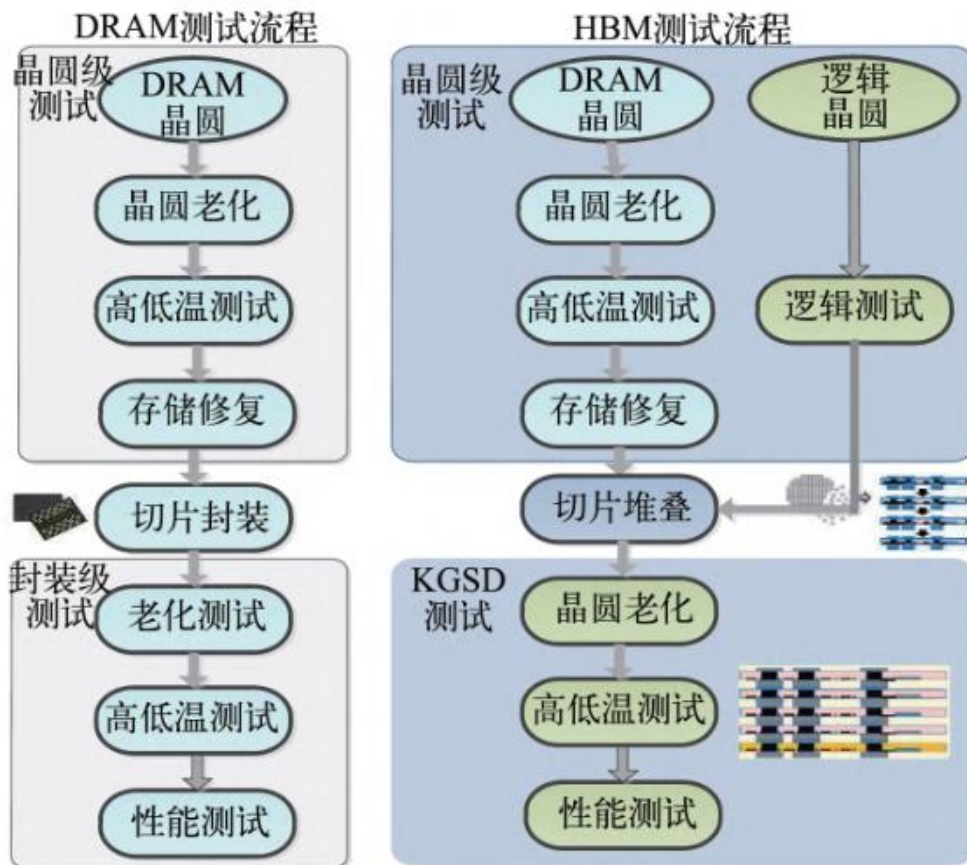 DRAM测试流程
晶圆级
测试
DRAM
晶圆
晶圆老化
高低温测试
存储修复
切片封装
封装级
测试
老化测试
高低温测试
性能测试
HBM测试流程
晶圆级
测试
DRAM
晶圆
逻辑
晶圆
晶圆老化
高低温测试
逻辑测试
存储修复
切片堆叠
KGSD
测试
晶圆老化
高低温测试
性能测试